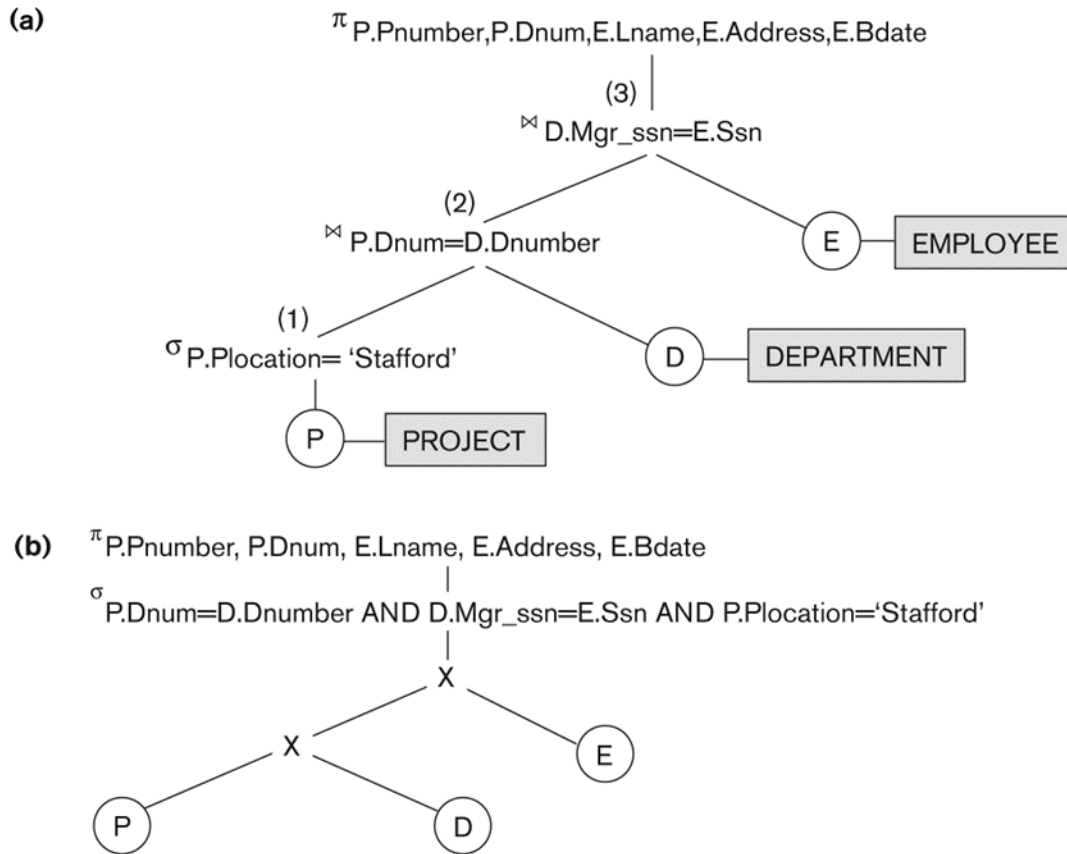 (a)
π P.Pnumber,P.Dnum,E.Lname,E.Address,E.Bdate
(3)
⋈ D.Mgr_ssn=E.Ssn
(2)
⋈ P.Dnum=D.Dnumber
E
EMPLOYEE
(1)
σ P.Plocation= ‘Stafford’
D
DEPARTMENT
P
PROJECT
(b)
π P.Pnumber, P.Dnum, E.Lname, E.Address, E.Bdate
σ P.Dnum=D.Dnumber AND D.Mgr_ssn=E.Ssn AND P.Plocation=‘Stafford’
X
X
E
P
D